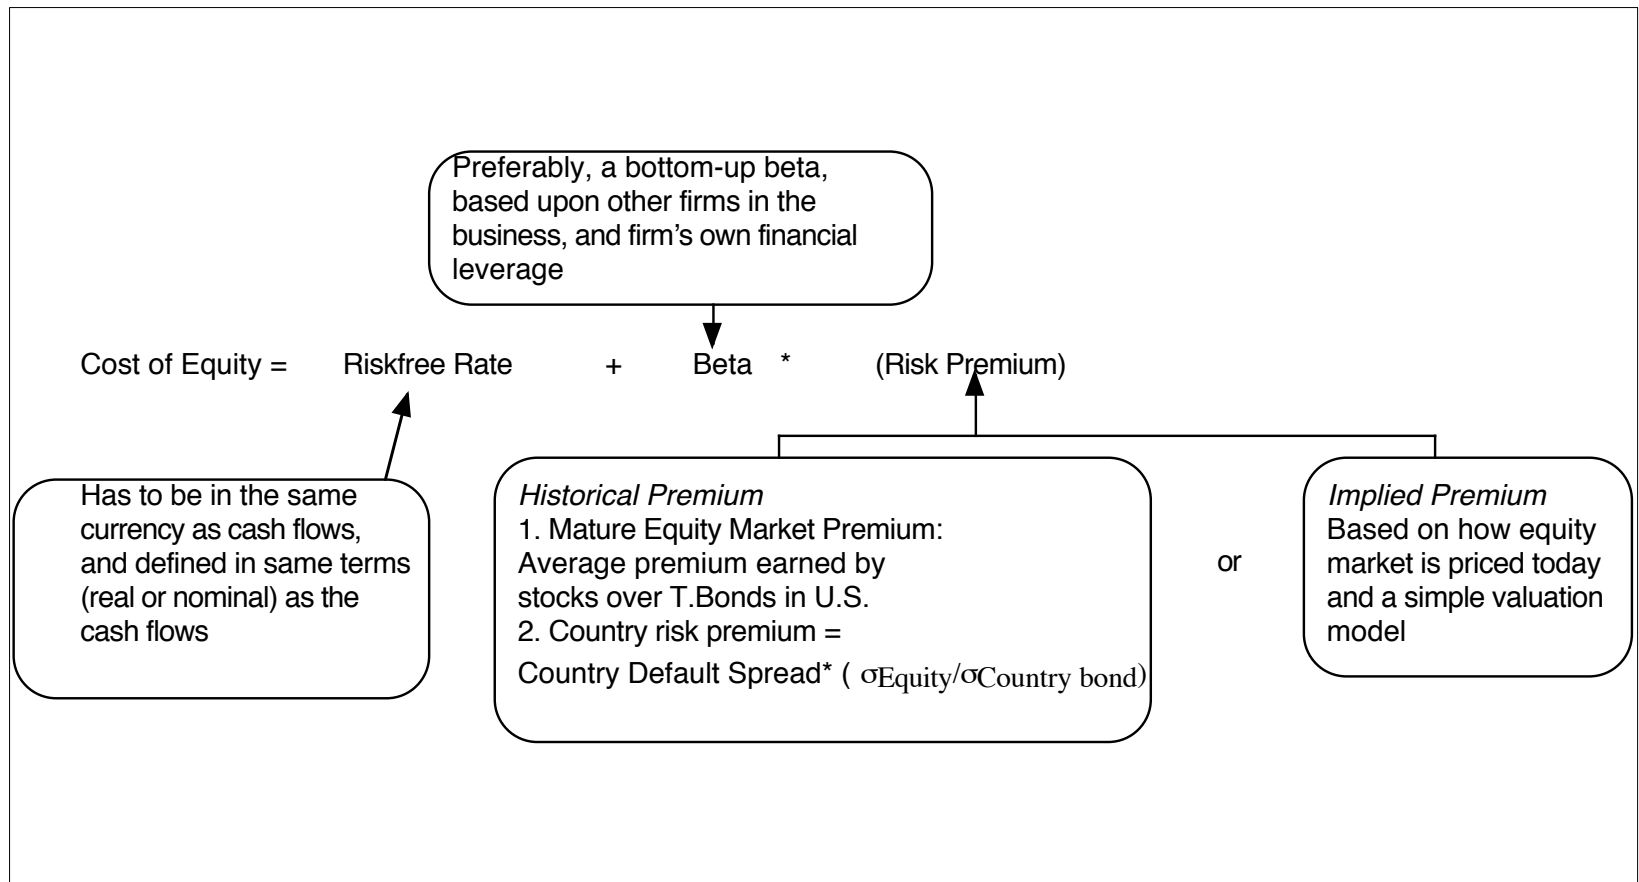 Preferably, a bottom-up beta,
based upon other firms in the
business, and firm's own financial
leverage
Cost of Equity = Riskfree Rate + Beta * (Risk Premium)
Has to be in the same
currency as cash flows,
and defined in same terms
(real or nominal) as the
cash flows
Historical Premium
1. Mature Equity Market Premium:
Average premium earned by
stocks over T.Bonds in U.S.
2. Country risk premium =
Country Default Spread* ( σEquity/σCountry bond)
or
Implied Premium
Based on how equity
market is priced today
and a simple valuation
model